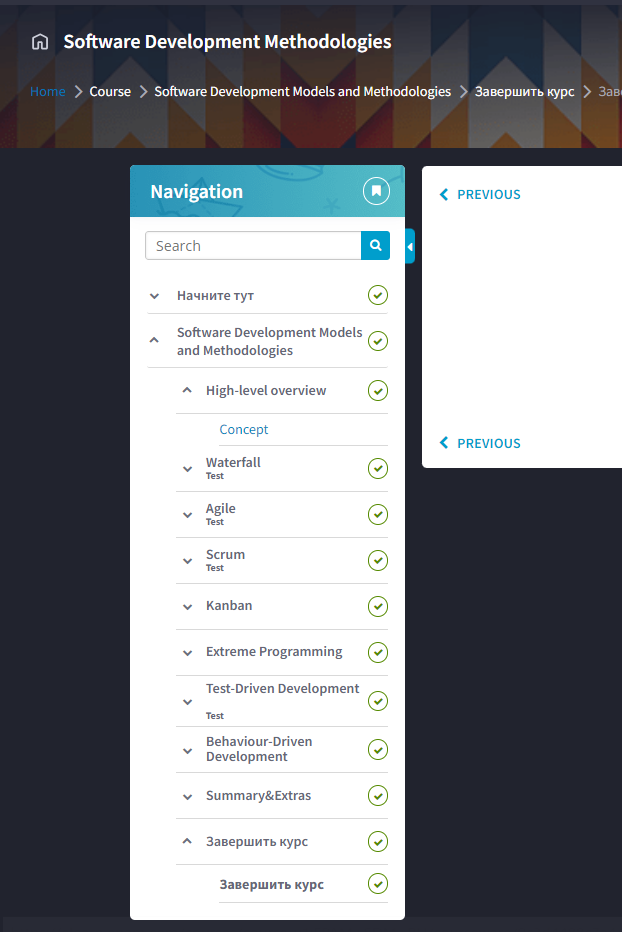 Software Development Methodologies
Home
Course
Software Development Models and Methodologies
Завершить курс
Зав
Navigation
PREVIOUS
Search
Начните тут
Software Development Models
and Methodologies
High-level overview
Concept
PREVIOUS
Waterfall
Test
Agile
Test
Scrum
Test
Kanban
Extreme Programming
Test-Driven Development
Test
Behaviour-Driven
Development
Summary&Extras
Завершить курс
Завершить курс